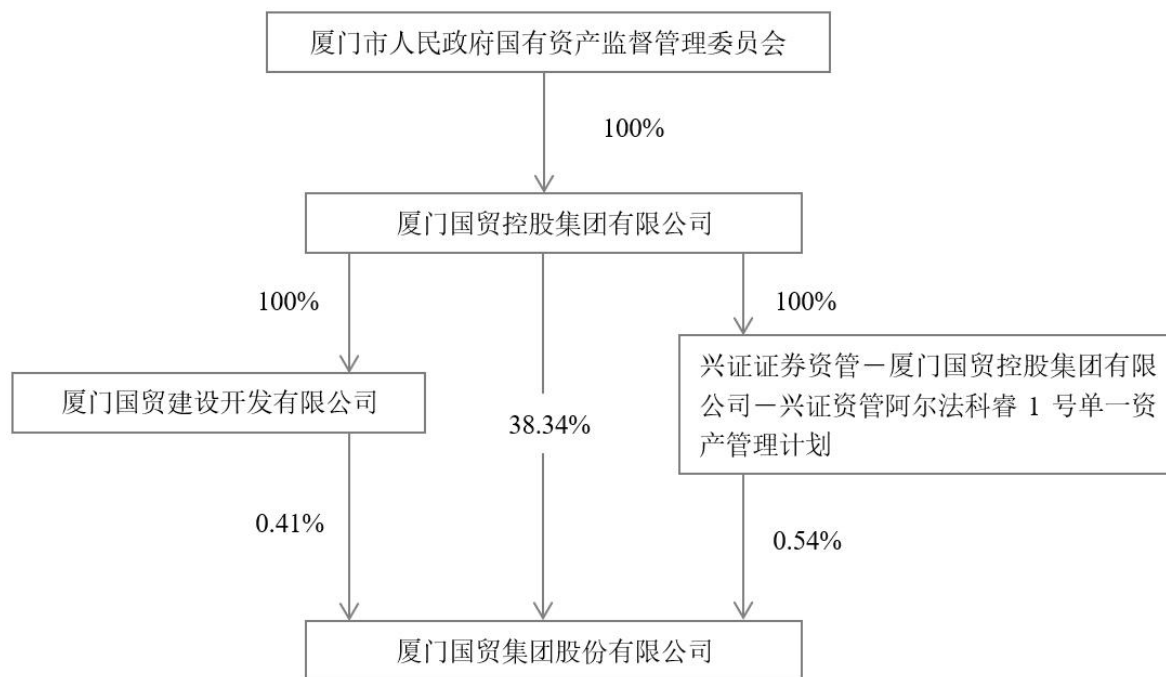 厦门市人民政府国有资产监督管理委员会
100%
厦门国贸控股集团有限公司
100%
100%
厦门国贸建设开发有限公司
38.34%
兴证证券资管－厦门国贸控股集团有限
公司－兴证资管阿尔法科睿 1 号单一资
产管理计划
0.41%
0.54%
厦门国贸集团股份有限公司